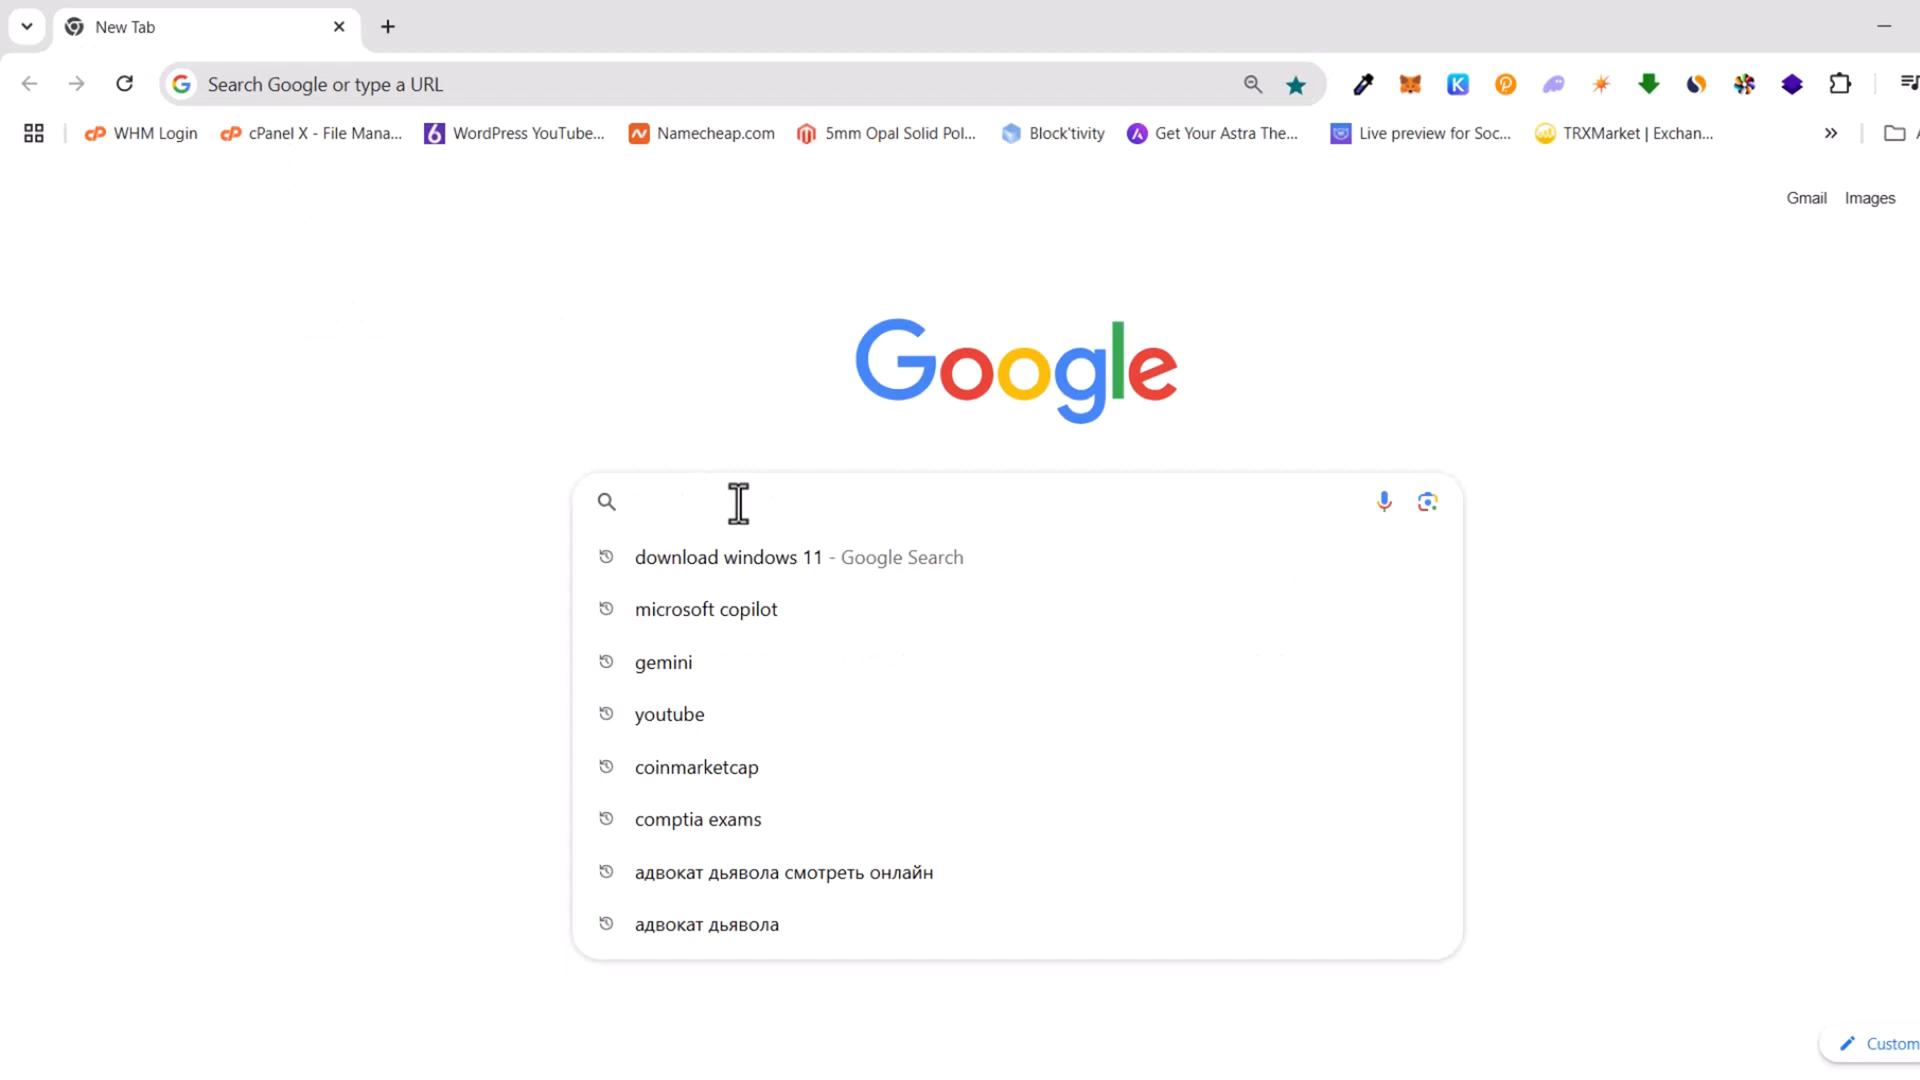 New Tab
Search Google or type a URL
WHM Login
cPanel X - File Mana...
WordPress YouTube...
Namecheap.com
5mm Opal Solid Pol...
Block'tivity
Get Your Astra The...
Live preview for Soc...
TRXMarket | Exchan...
Gmail Images
Google
download windows 11 - Google Search
microsoft copilot
gemini
youtube
coinmarketcap
comptia exams
адвокат дьявола смотреть онлайн
адвокат дьявола
Custom